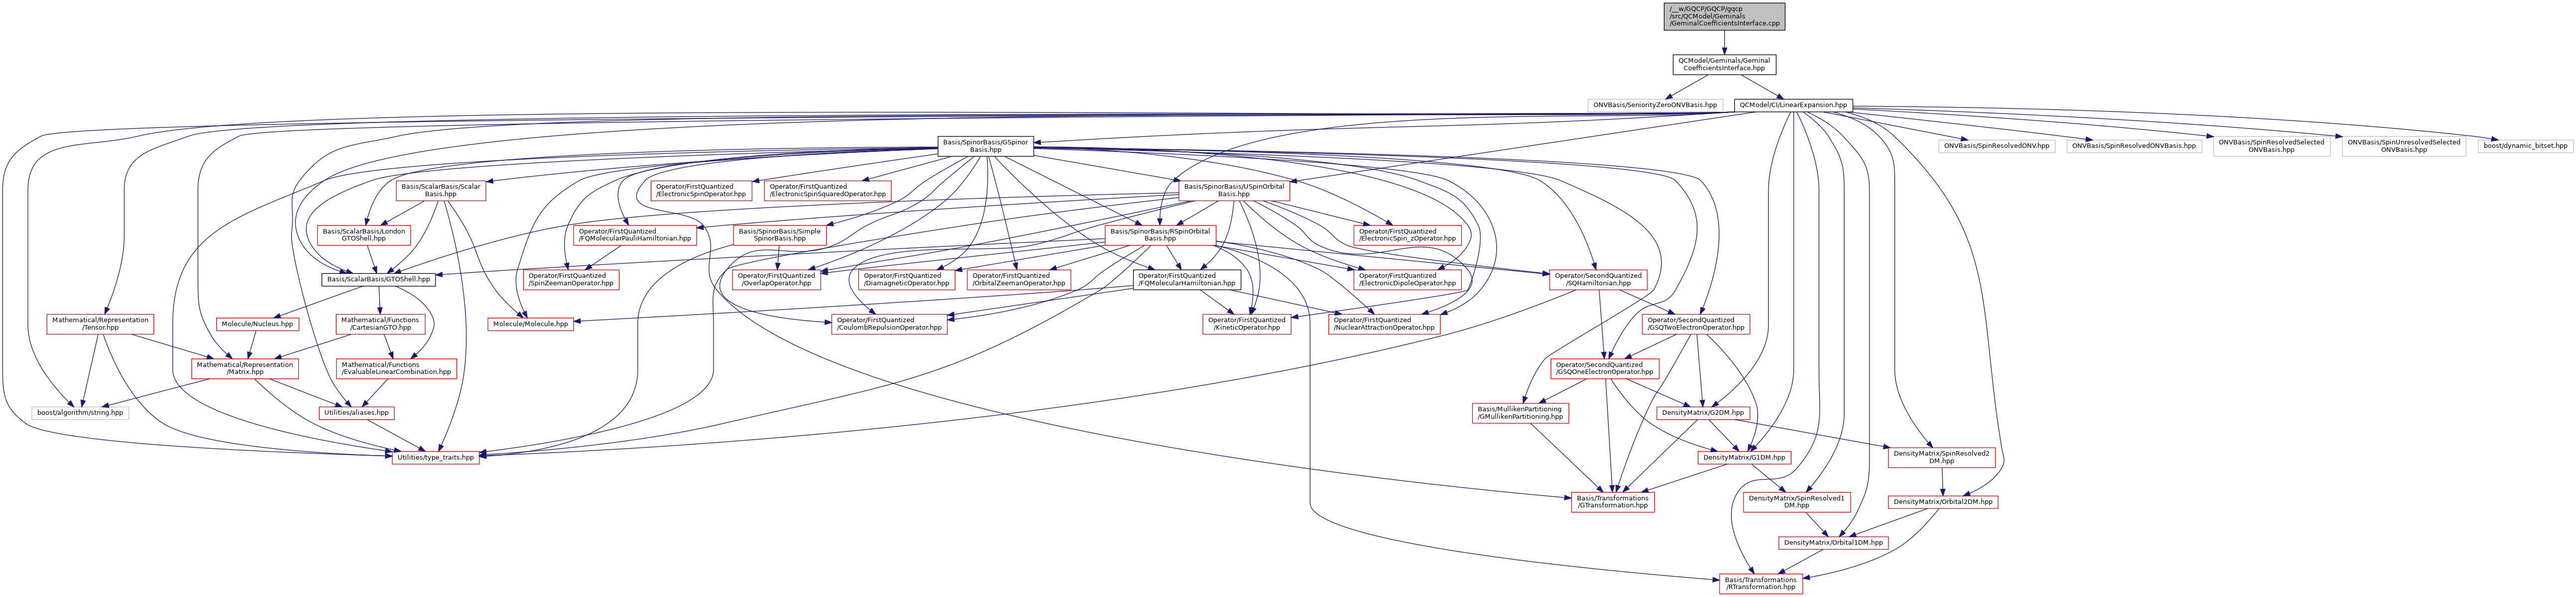 /__w/GQCP/GQCP/gqcp
/src/QCModel/Geminals
/GeminalCoefficientsInterface.cpp
QCModel/Geminals/Geminal
CoefficientsInterface.hpp
ONVBasis/SeniorityZeroONVBasis.hpp
QCModel/CI/LinearExpansion.hpp
Basis/SpinorBasis/GSpinor
Basis.hpp
ONVBasis/SpinResolvedONV.hpp
ONVBasis/SpinResolvedONVBasis.hpp
ONVBasis/SpinResolvedSelected
ONVBasis.hpp
ONVBasis/SpinUnresolvedSelected
ONVBasis.hpp
boost/dynamic_bitset.hpp
Basis/ScalarBasis/Scalar
Basis.hpp
Operator/FirstQuantized
/ElectronicSpinOperator.hpp
Operator/FirstQuantized
/ElectronicSpinSquaredOperator.hpp
Basis/SpinorBasis/USpinOrbital
Basis.hpp
Basis/ScalarBasis/London
GTOShell.hpp
Operator/FirstQuantized
/FQMolecularPauliHamiltonian.hpp
Basis/SpinorBasis/Simple
SpinorBasis.hpp
Basis/SpinorBasis/RSpinOrbital
Basis.hpp
Operator/FirstQuantized
/ElectronicSpin_zOperator.hpp
Basis/ScalarBasis/GTOShell.hpp
Operator/FirstQuantized
/SpinZeemanOperator.hpp
Operator/FirstQuantized
/OverlapOperator.hpp
Operator/FirstQuantized
/DiamagneticOperator.hpp
Operator/FirstQuantized
/OrbitalZeemanOperator.hpp
Operator/FirstQuantized
/FQMolecularHamiltonian.hpp
Operator/FirstQuantized
/ElectronicDipoleOperator.hpp
Operator/SecondQuantized
/SQHamiltonian.hpp
Mathematical/Representation
/Tensor.hpp
Molecule/Nucleus.hpp
Mathematical/Functions
/CartesianGTO.hpp
Molecule/Molecule.hpp
Operator/FirstQuantized
/CoulombRepulsionOperator.hpp
Operator/FirstQuantized
/KineticOperator.hpp
Operator/FirstQuantized
/NuclearAttractionOperator.hpp
Operator/SecondQuantized
/GSQTwoElectronOperator.hpp
Mathematical/Representation
/Matrix.hpp
Mathematical/Functions
/EvaluableLinearCombination.hpp
Operator/SecondQuantized
/GSQOneElectronOperator.hpp
boost/algorithm/string.hpp
Utilities/aliases.hpp
Basis/MullikenPartitioning
/GMullikenPartitioning.hpp
DensityMatrix/G2DM.hpp
Utilities/type_traits.hpp
DensityMatrix/G1DM.hpp
DensityMatrix/SpinResolved2
DM.hpp
Basis/Transformations
/GTransformation.hpp
DensityMatrix/SpinResolved1
DM.hpp
DensityMatrix/Orbital2DM.hpp
DensityMatrix/Orbital1DM.hpp
Basis/Transformations
/RTransformation.hpp